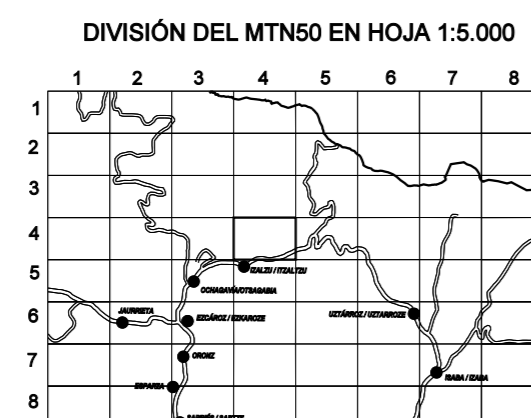 DIVISIÓN DEL MTN50 EN HOJA 1:5.000
1 2 3 4 5 6 7 8
1
2
3
4
5
6
7
8
IZALZU / ITZALTZU
OCHAGAVÍA/OTSAGABIA
JAURRIETA
EZCÁROZ / EZKAROZE
UZTÁRROZ / UZTARROZE
ORONZ
ISABA / IZABA
ESPARZA